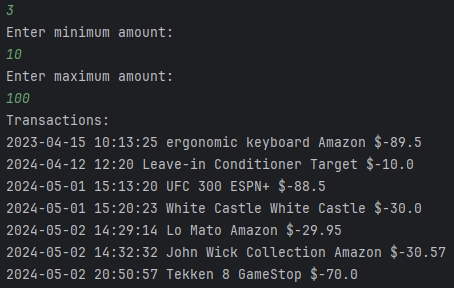 3
Enter minimum amount:
10
Enter maximum amount:
100
Transactions:
2023-04-15 10:13:25 ergonomic keyboard Amazon $-89.5
2024-04-12 12:20 Leave-in Conditioner Target $-10.0
2024-05-01 15:13:20 UFC 300 ESPN+ $-88.5
2024-05-01 15:20:23 White Castle White Castle $-30.0
2024-05-02 14:29:14 Lo Mato Amazon $-29.95
2024-05-02 14:32:32 John Wick Collection Amazon $-30.57
2024-05-02 20:50:57 Tekken 8 GameStop $-70.0